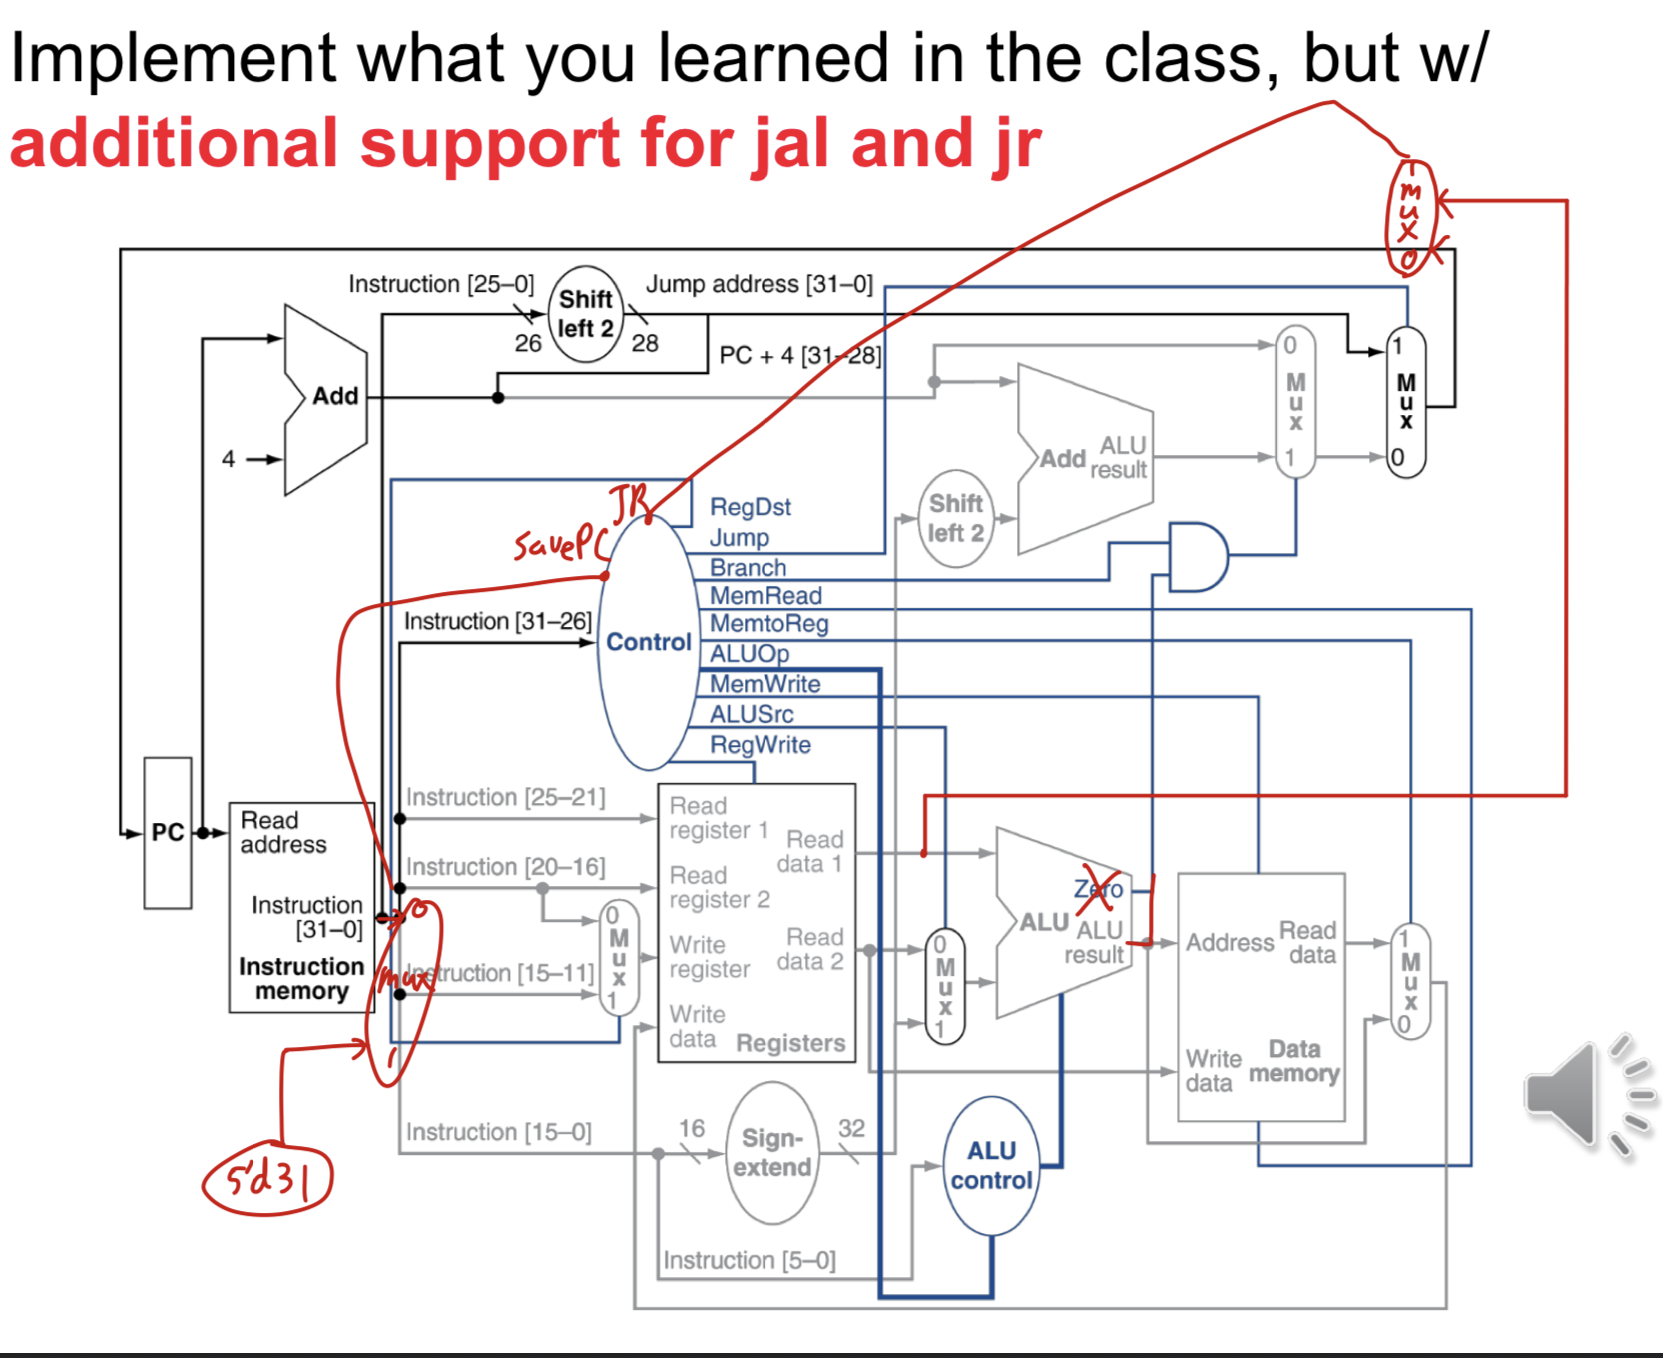 Implement what you learned in the class, but w/
additional support for jal and jr
1
mux
0
Instruction [25–0]
Shift
left 2
Jump address [31–0]
26
28
PC + 4 [31–28]
Add
4
0
Mux
1
1
Mux
0
Add
ALU
result
Shift
left 2
JR
savePC
RegDst
Jump
Branch
MemRead
MemtoReg
ALUOp
MemWrite
ALUSrc
RegWrite
Instruction [31–26]
Control
PC
Read
address
Instruction
[31–0]
Instruction
memory
0
mux
1
5'd31
Instruction [25–21]
Instruction [20–16]
Instruction [15–11]
0
Mux
1
Read
register 1
Read
register 2
Write
register
Write
data
Read
data 1
Read
data 2
Registers
0
Mux
1
Zero
ALU
ALU
result
Address
Read
data
Write
data
Data
memory
1
Mux
0
Instruction [15–0]
16
Sign-
extend
32
ALU
control
Instruction [5–0]